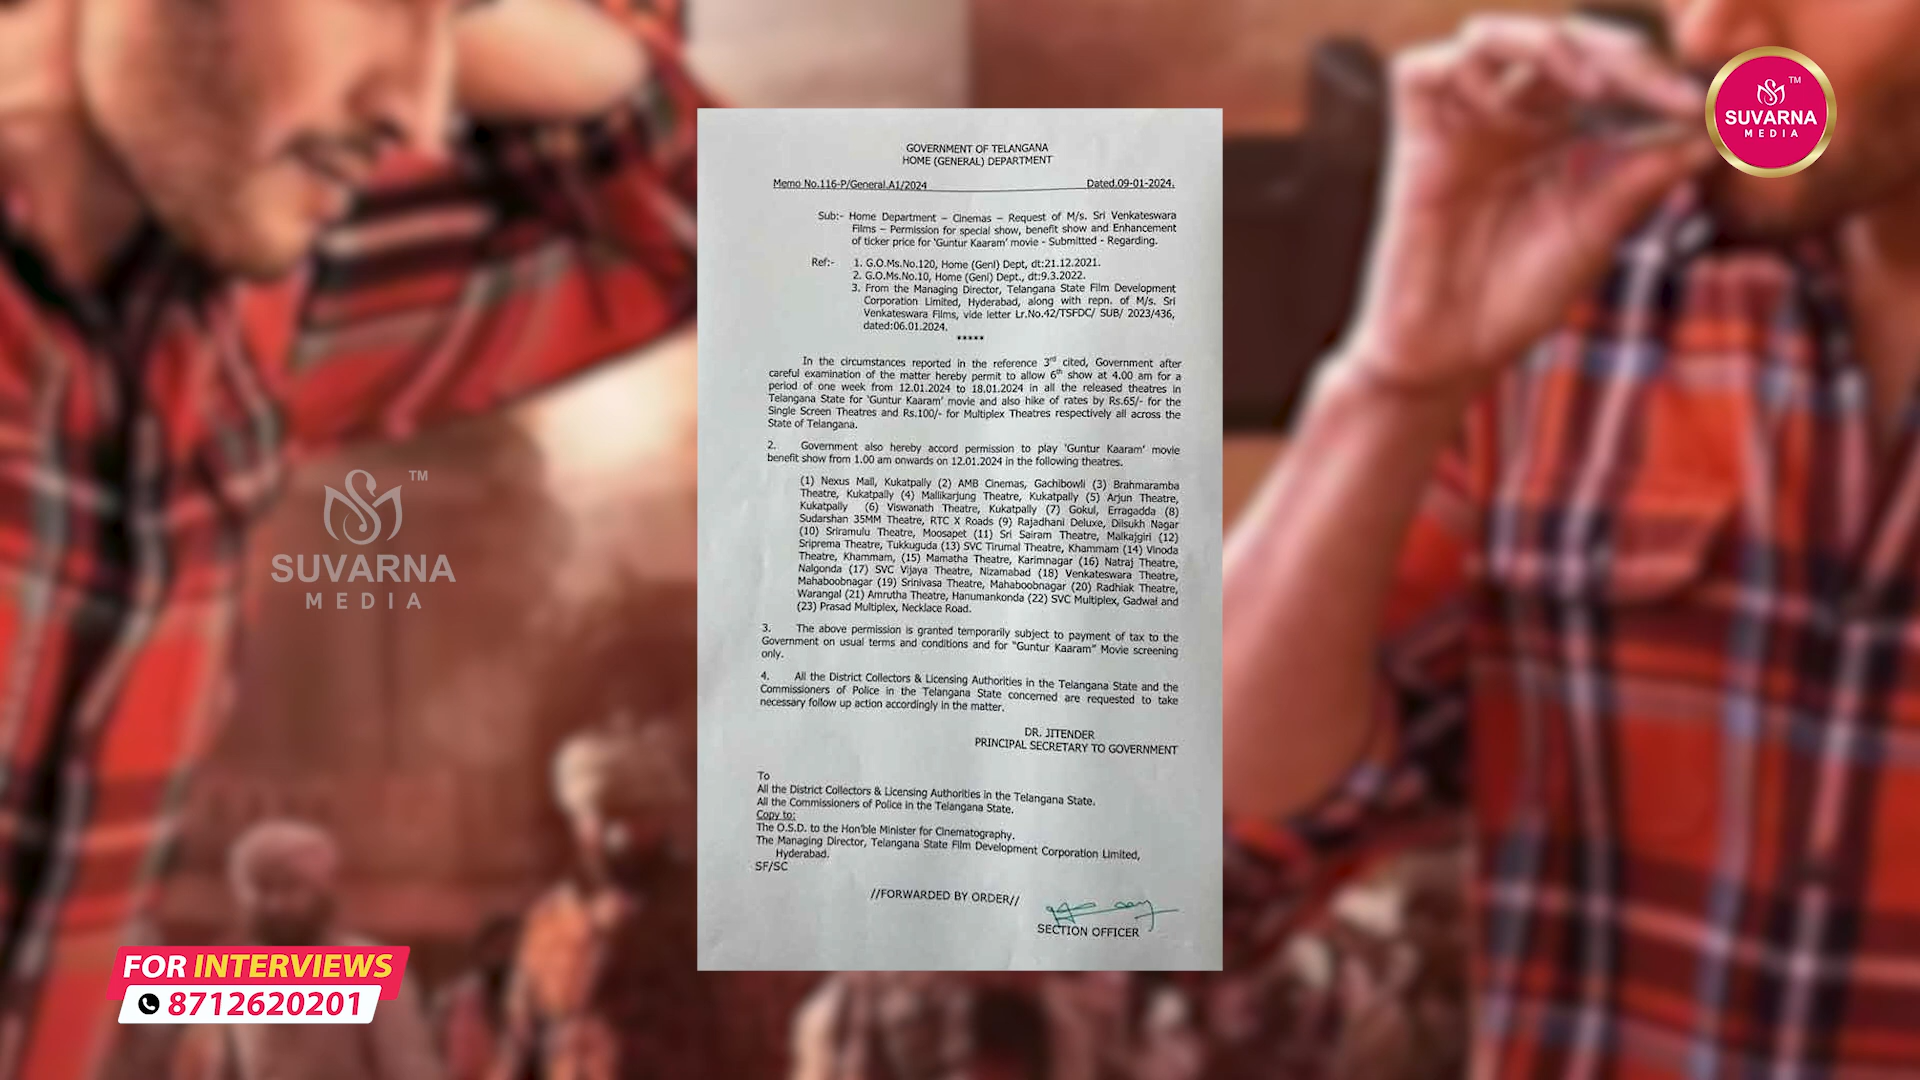 GOVERNMENT OF TELANGANA
HOME (GENERAL) DEPARTMENT
Memo No.116-P/General.A1/2024 Dated.09-01-2024.
Sub:- Home Department – Cinemas – Request of M/s. Sri Venkateswara
Films – Permission for special show, benefit show and Enhancement
of ticker price for 'Guntur Kaaram' movie - Submitted - Regarding.
Ref:- 1. G.O.Ms.No.120, Home (Genl) Dept, dt:21.12.2021.
2. G.O.Ms.No.10, Home (Genl) Dept., dt:9.3.2022.
3. From the Managing Director, Telangana State Film Development
Corporation Limited, Hyderabad, along with repn. of M/s. Sri
Venkateswara Films, vide letter Lr.No.42/TSFDC/ SUB/ 2023/436,
dated:06.01.2024.
*****
In the circumstances reported in the reference 3rd cited, Government after
careful examination of the matter hereby permit to allow 6th show at 4.00 am for a
period of one week from 12.01.2024 to 18.01.2024 in all the released theatres in
Telangana State for 'Guntur Kaaram' movie and also hike of rates by Rs.65/- for the
Single Screen Theatres and Rs.100/- for Multiplex Theatres respectively all across the
State of Telangana.
2. Government also hereby accord permission to play 'Guntur Kaaram' movie
benefit show from 1.00 am onwards on 12.01.2024 in the following theatres.
(1) Nexus Mall, Kukatpally (2) AMB Cinemas, Gachibowli (3) Brahmaramba
Theatre, Kukatpally (4) Mallikarjung Theatre, Kukatpally (5) Arjun Theatre,
Kukatpally (6) Viswanath Theatre, Kukatpally (7) Gokul, Erragadda (8)
Sudarshan 35MM Theatre, RTC X Roads (9) Rajadhani Deluxe, Dilsukh Nagar
(10) Sriramulu Theatre, Moosapet (11) Sri Sairam Theatre, Malkajgiri (12)
Sriprema Theatre, Tukkuguda (13) SVC Tirumal Theatre, Khammam (14) Vinoda
Theatre, Khammam, (15) Mamatha Theatre, Karimnagar (16) Natraj Theatre,
Nalgonda (17) SVC Vijaya Theatre, Nizamabad (18) Venkateswara Theatre,
Mahaboobnagar (19) Srinivasa Theatre, Mahaboobnagar (20) Radhiak Theatre,
Warangal (21) Amrutha Theatre, Hanumankonda (22) SVC Multiplex, Gadwal and
(23) Prasad Multiplex, Necklace Road.
3. The above permission is granted temporarily subject to payment of tax to the
Government on usual terms and conditions and for "Guntur Kaaram" Movie screening
only.
4. All the District Collectors & Licensing Authorities in the Telangana State and the
Commissioners of Police in the Telangana State concerned are requested to take
necessary follow up action accordingly in the matter.
DR. JITENDER
PRINCIPAL SECRETARY TO GOVERNMENT
To
All the District Collectors & Licensing Authorities in the Telangana State.
All the Commissioners of Police in the Telangana State.
Copy to:
The O.S.D. to the Hon'ble Minister for Cinematography.
The Managing Director, Telangana State Film Development Corporation Limited,
Hyderabad.
SF/SC
//FORWARDED BY ORDER//
SECTION OFFICER
SUVARNA TM
MEDIA
SUVARNA TM
MEDIA
FOR INTERVIEWS
8712620201